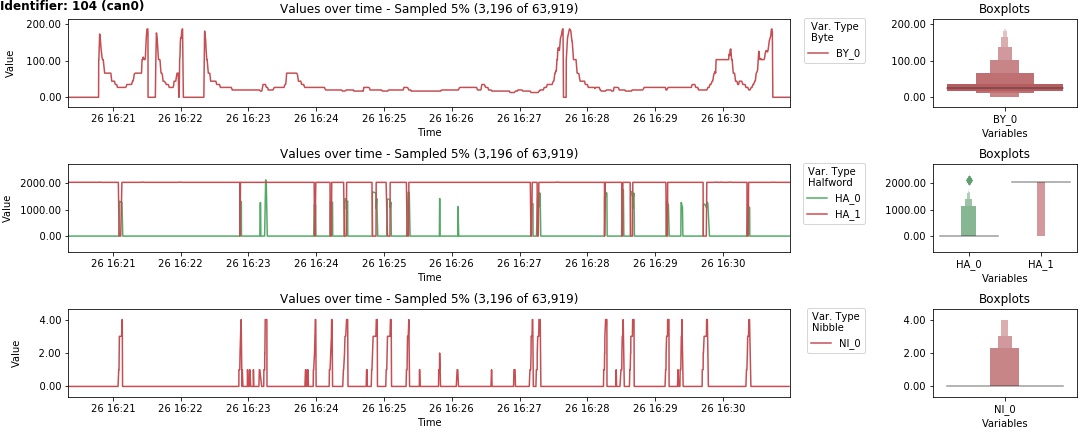 Identifier: 104 (can0)
Values over time - Sampled 5% (3,196 of 63,919)
Value
200.00
100.00
0.00
26 16:21 26 16:22 26 16:23 26 16:24 26 16:25 26 16:26 26 16:27 26 16:28 26 16:29 26 16:30
Time
Var. Type
Byte
BY_0
Boxplots
200.00
100.00
0.00
BY_0
Variables
Values over time - Sampled 5% (3,196 of 63,919)
Value
2000.00
1000.00
0.00
26 16:21 26 16:22 26 16:23 26 16:24 26 16:25 26 16:26 26 16:27 26 16:28 26 16:29 26 16:30
Time
Var. Type
Halfword
HA_0
HA_1
Boxplots
2000.00
1000.00
0.00
HA_0 HA_1
Variables
Values over time - Sampled 5% (3,196 of 63,919)
Value
4.00
2.00
0.00
26 16:21 26 16:22 26 16:23 26 16:24 26 16:25 26 16:26 26 16:27 26 16:28 26 16:29 26 16:30
Time
Var. Type
Nibble
NI_0
Boxplots
4.00
2.00
0.00
NI_0
Variables